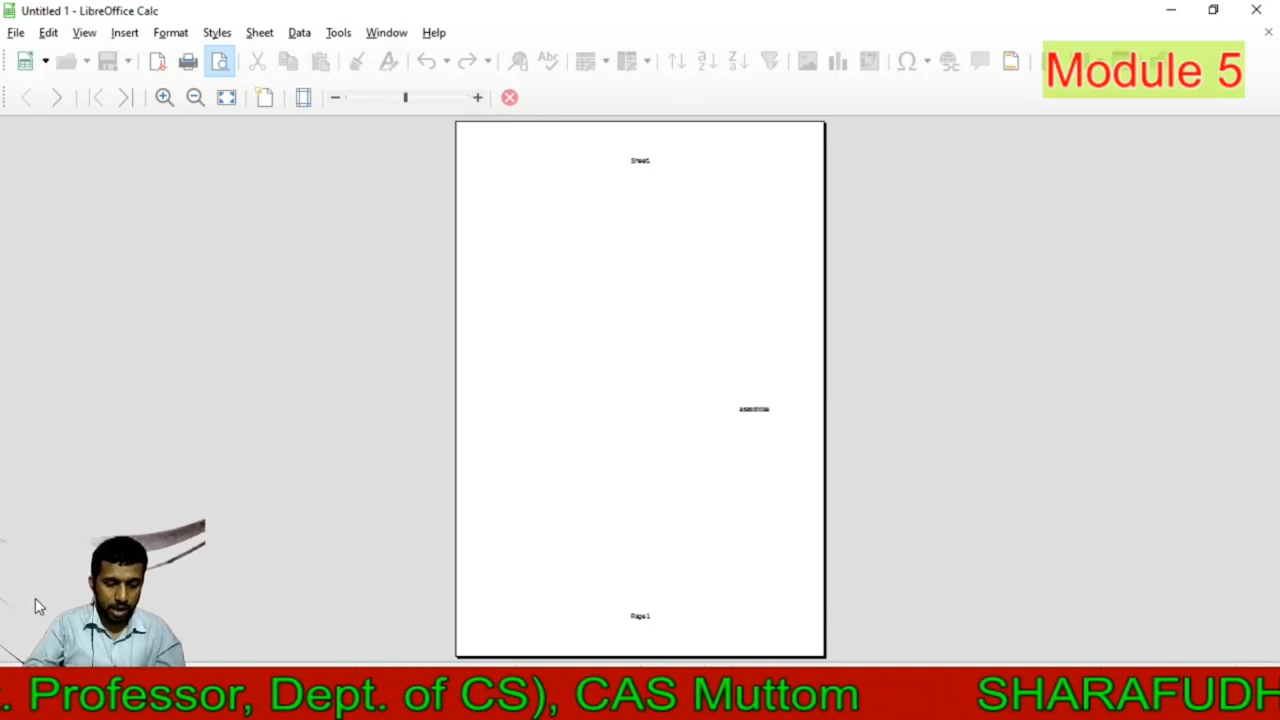 Untitled 1 - LibreOffice Calc
File Edit View Insert Format Styles Sheet Data Tools Window Help
Module 5
Page 1
. Professor, Dept. of CS), CAS Muttom SHARAFUDH